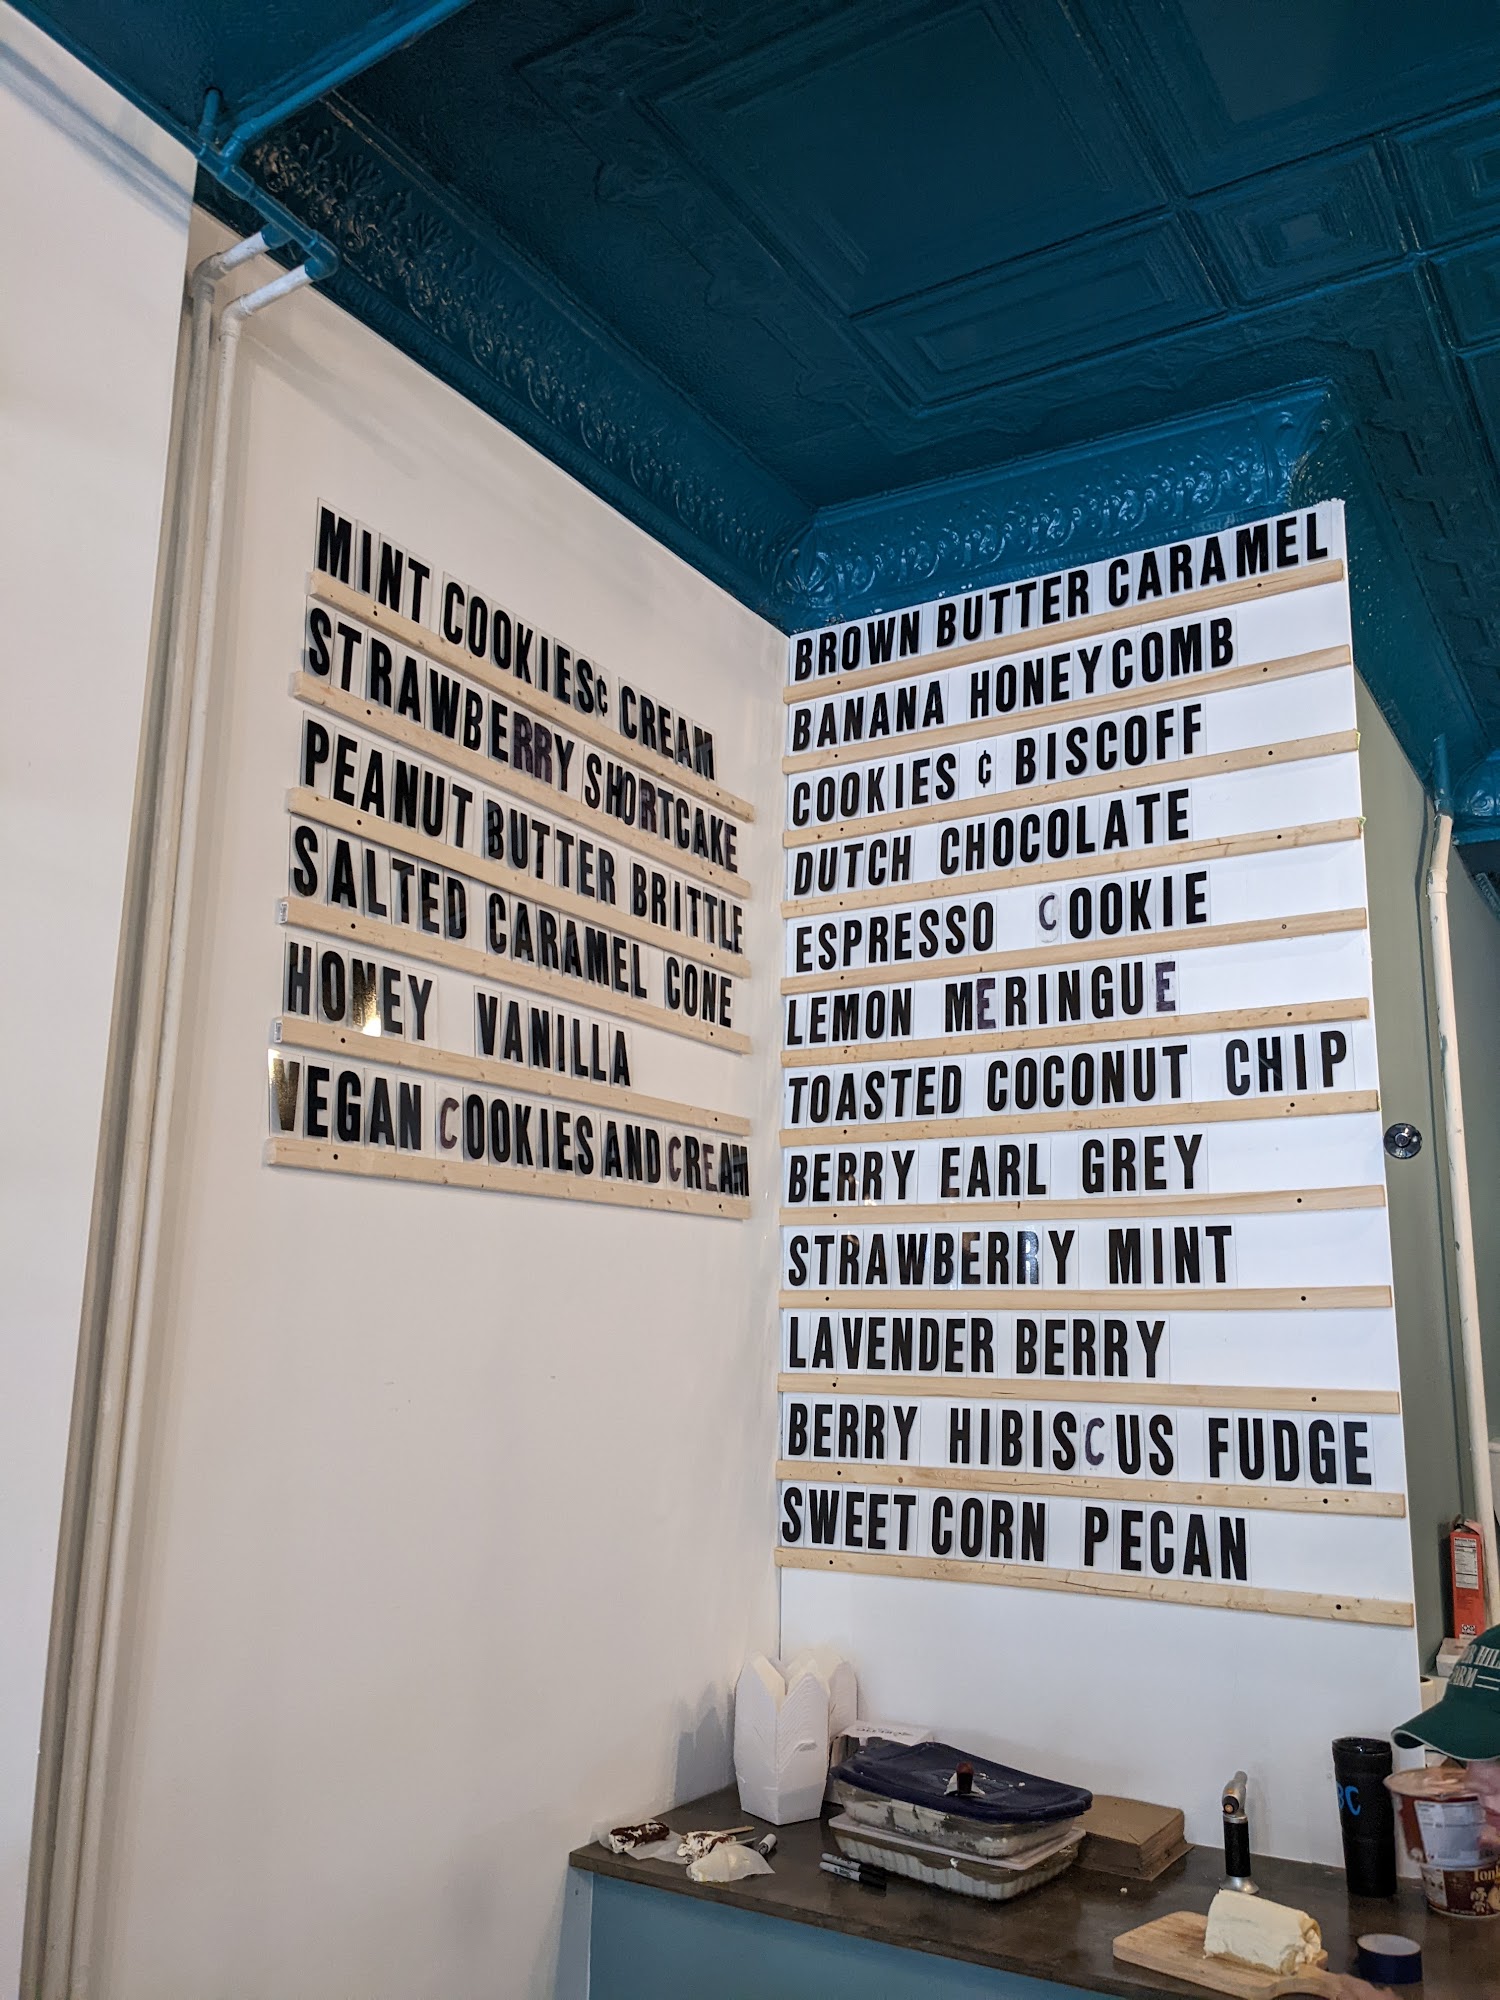 MINT COOKIES ¢ CREAM
STRAWBERRY SHORTCAKE
PEANUT BUTTER BRITTLE
SALTED CARAMEL CONE
HONEY VANILLA
VEGAN COOKIES AND CREAM
BROWN BUTTER CARAMEL
BANANA HONEYCOMB
COOKIES ¢ BISCOFF
DUTCH CHOCOLATE
ESPRESSO COOKIE
LEMON MERINGUE
TOASTED COCONUT CHIP
BERRY EARL GREY
STRAWBERRY MINT
LAVENDER BERRY
BERRY HIBISCUS FUDGE
SWEET CORN PECAN